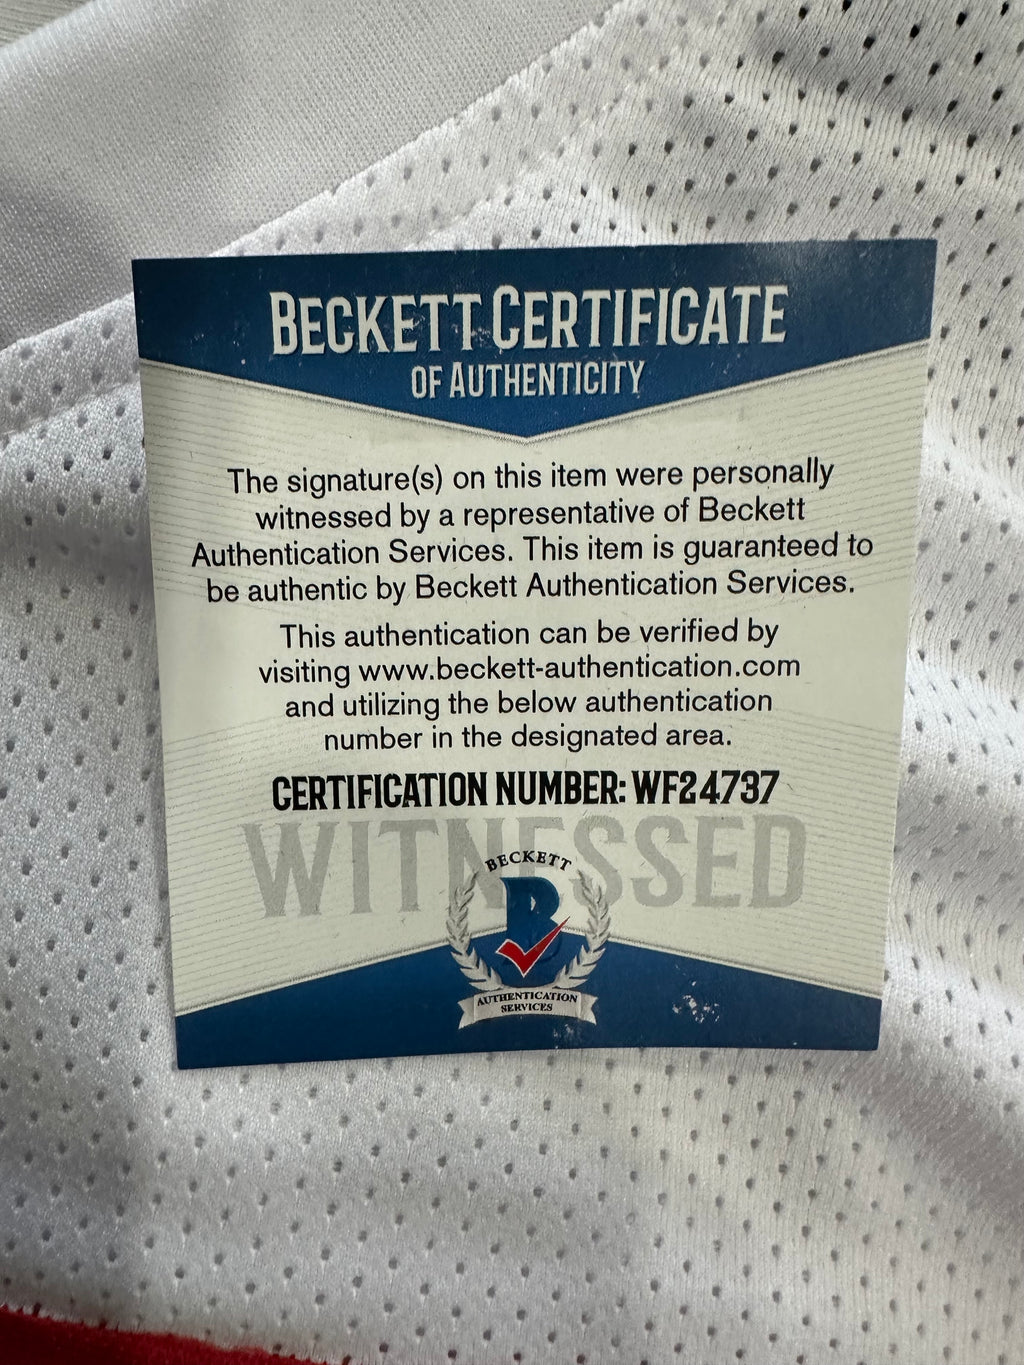 BECKETT CERTIFICATE
OF AUTHENTICITY
The signature(s) on this item were personally
witnessed by a representative of Beckett
Authentication Services. This item is guaranteed to
be authentic by Beckett Authentication Services.
This authentication can be verified by
visiting www.beckett-authentication.com
and utilizing the below authentication
number in the designated area.
CERTIFICATION NUMBER: WF24737
WITNESSED
BECKETT
B
AUTHENTICATION
SERVICES